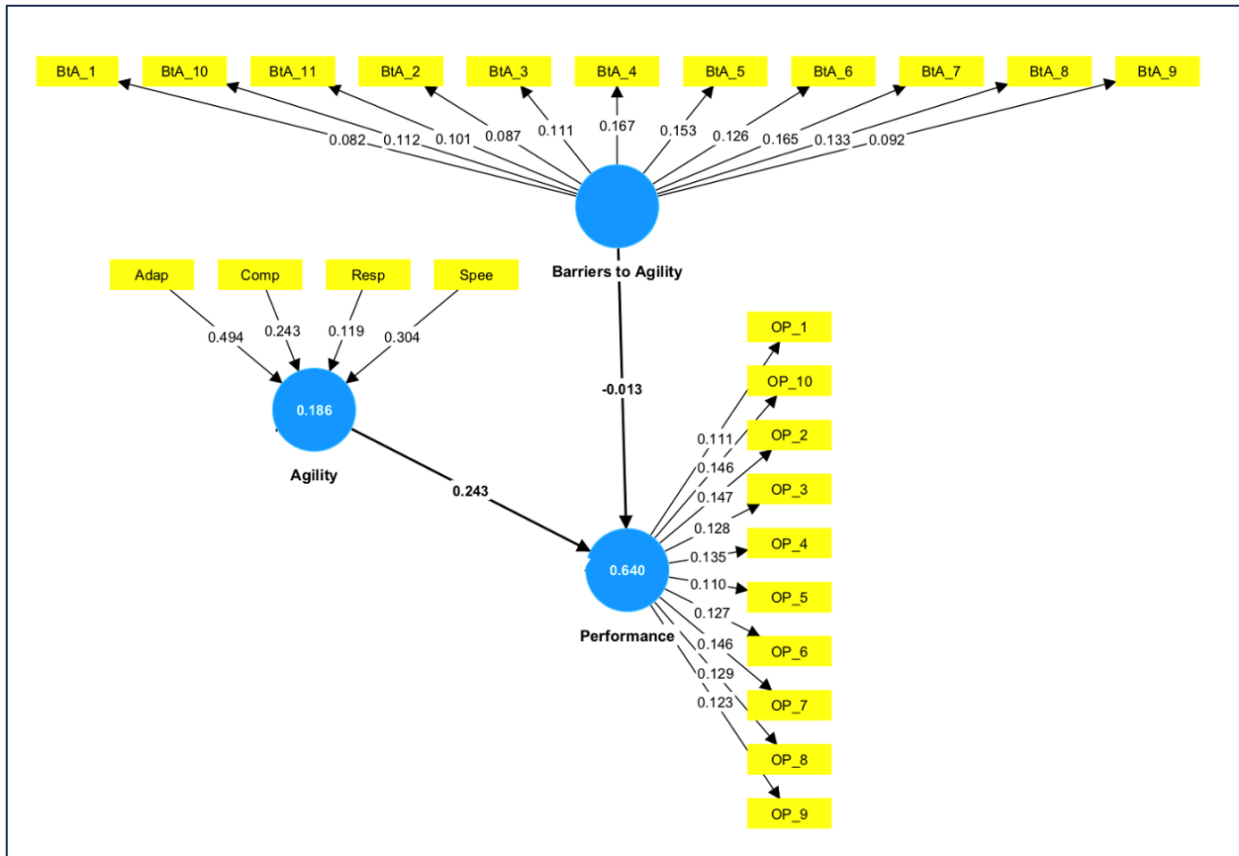 BtA_1 BtA_10 BtA_11 BtA_2 BtA_3 BtA_4 BtA_5 BtA_6 BtA_7 BtA_8 BtA_9
0.082 0.112 0.101 0.087 0.111 0.167 0.153 0.126 0.165 0.133 0.092
Barriers to Agility
Adap Comp Resp Spee
0.494 0.243 0.119 0.304
0.186
Agility
-0.013
0.243
0.640
Performance
OP_1
OP_10
OP_2
OP_3
OP_4
OP_5
OP_6
OP_7
OP_8
OP_9
0.111
0.146
0.147
0.128
0.135
0.110
0.127
0.146
0.129
0.123